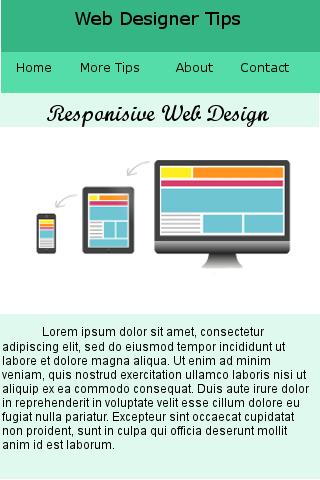 Web Designer Tips
Home More Tips About Contact
Responisive Web Design
Lorem ipsum dolor sit amet, consectetur
adipiscing elit, sed do eiusmod tempor incididunt ut
labore et dolore magna aliqua. Ut enim ad minim
veniam, quis nostrud exercitation ullamco laboris nisi ut
aliquip ex ea commodo consequat. Duis aute irure dolor
in reprehenderit in voluptate velit esse cillum dolore eu
fugiat nulla pariatur. Excepteur sint occaecat cupidatat
non proident, sunt in culpa qui officia deserunt mollit
anim id est laborum.